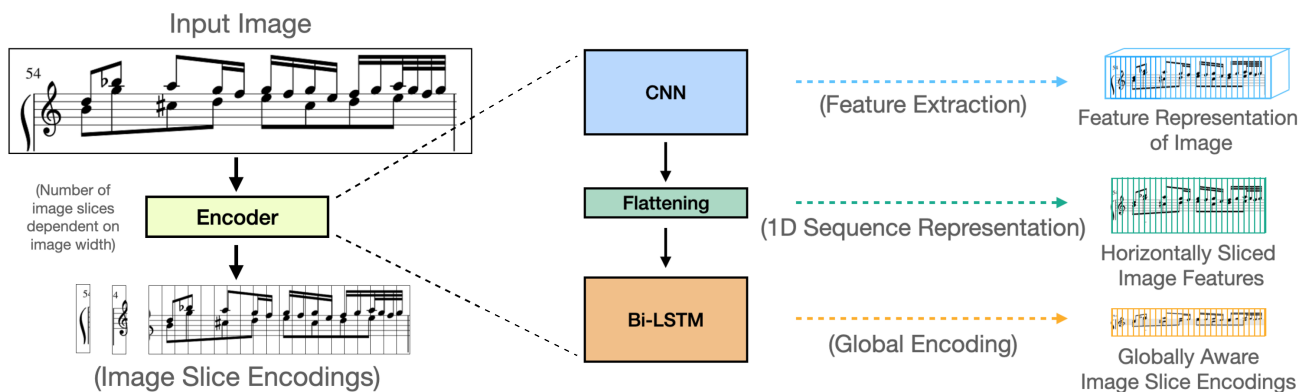 Input Image
54
(Number of
image slices
dependent on
image width)
Encoder
(Image Slice Encodings)
CNN
Flattening
Bi-LSTM
(Feature Extraction)
(1D Sequence Representation)
(Global Encoding)
Feature Representation
of Image
Horizontally Sliced
Image Features
Globally Aware
Image Slice Encodings